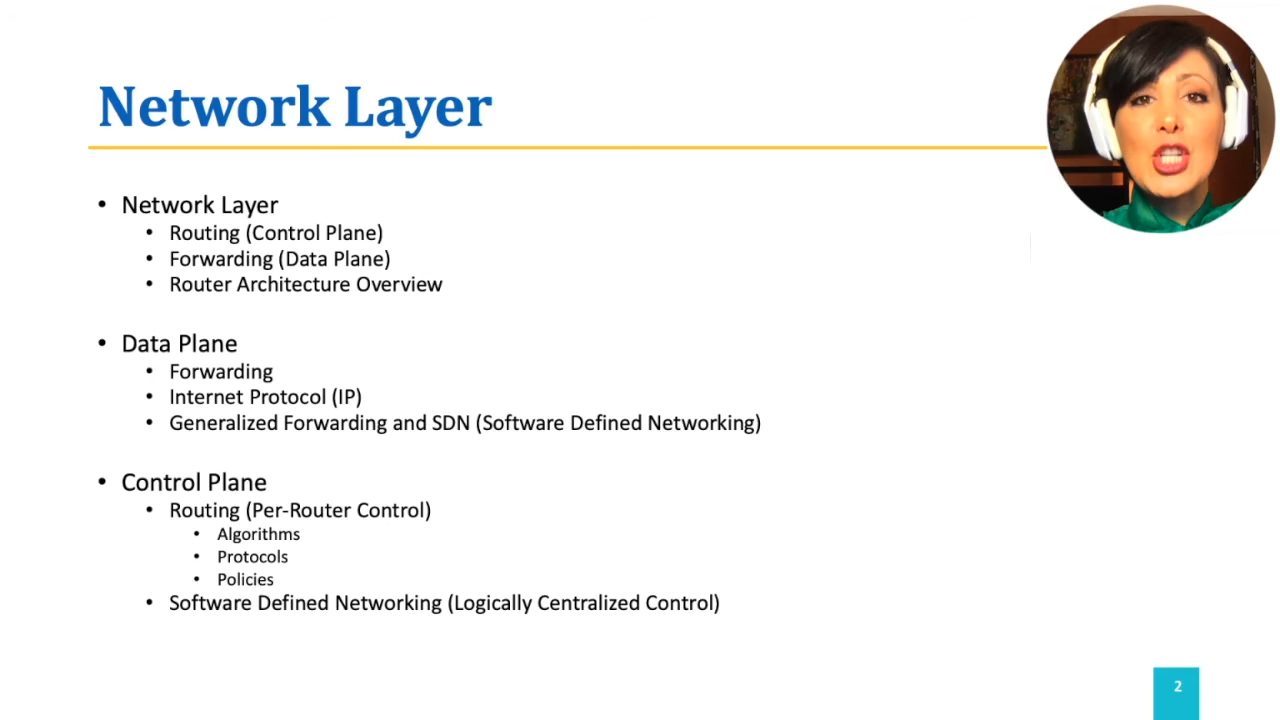 Network Layer
• Network Layer
• Routing (Control Plane)
• Forwarding (Data Plane)
• Router Architecture Overview
• Data Plane
• Forwarding
• Internet Protocol (IP)
• Generalized Forwarding and SDN (Software Defined Networking)
• Control Plane
• Routing (Per-Router Control)
• Algorithms
• Protocols
• Policies
• Software Defined Networking (Logically Centralized Control)
2